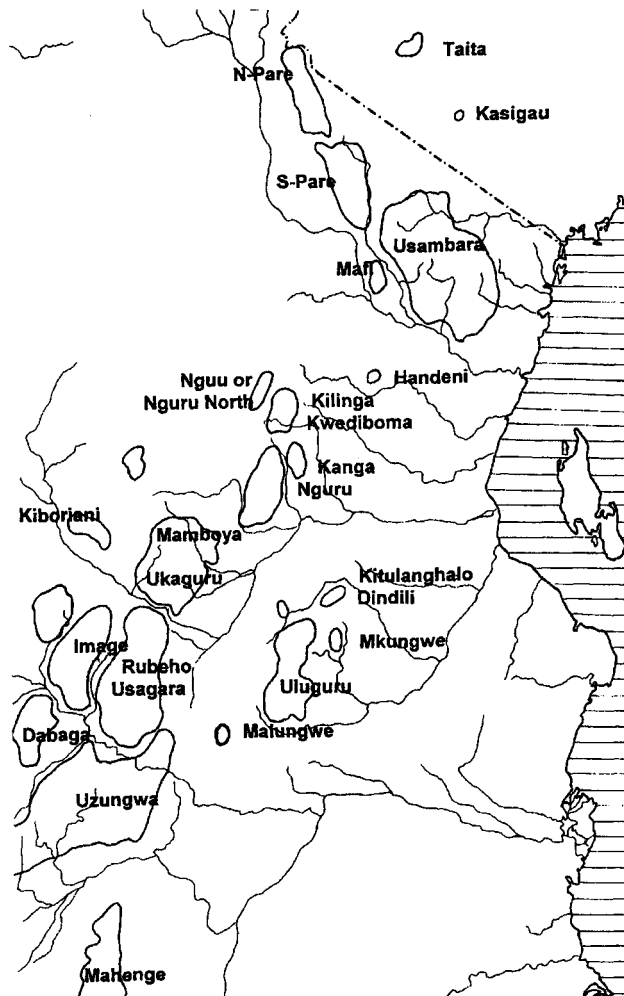 Taita
N-Pare
Kasigau
S-Pare
Usambara
Mafi
Nguu or
Nguru North
Handeni
Kilinga
Kwediboma
Kanga
Nguru
Kiboriani
Mamboya
Ukaguru
Kitulanghalo
Dindili
Image
Mkungwe
Rubeho
Usagara
Uluguru
Dabaga
Malungwe
Uzungwa
Mahenge